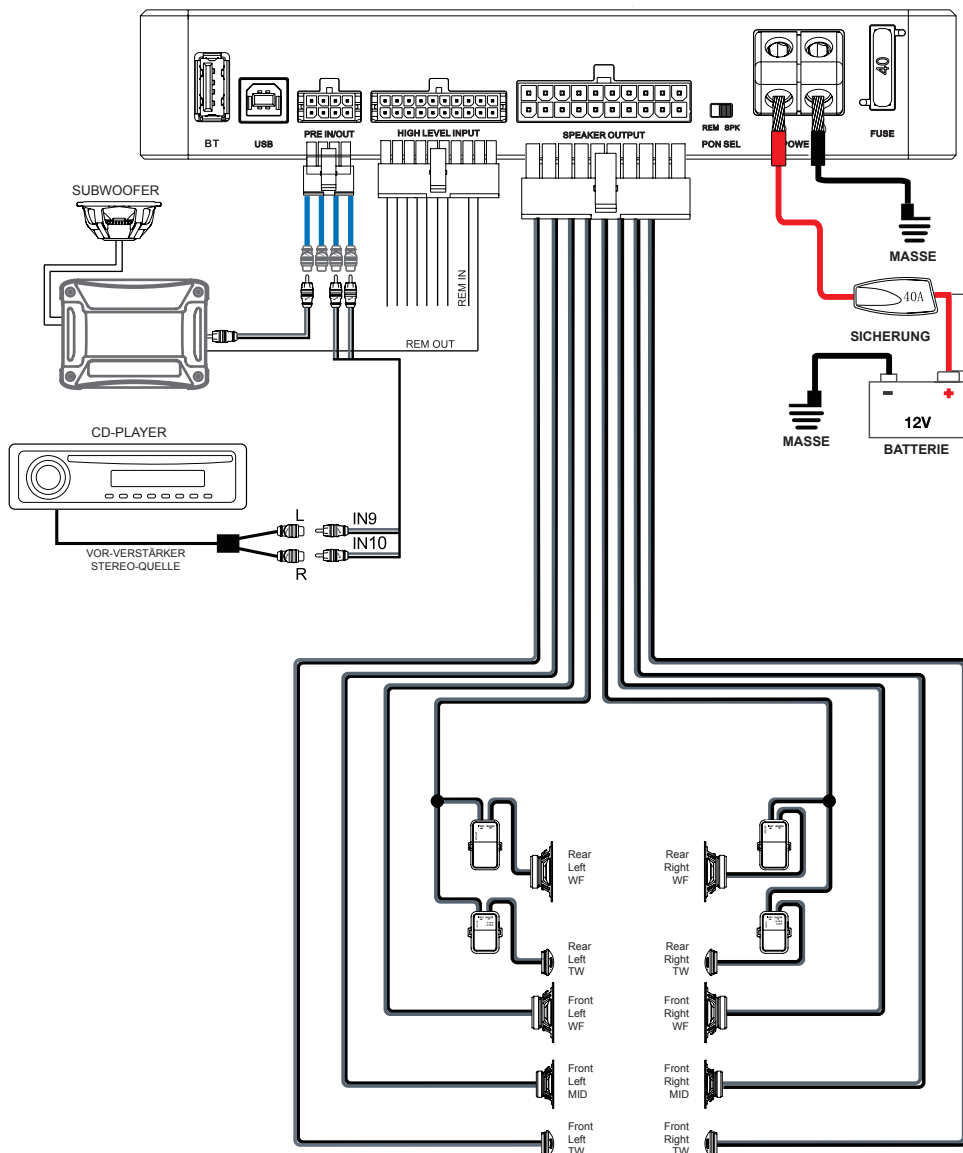 40
BT
USB
PRE IN/OUT
HIGH LEVEL INPUT
SPEAKER OUTPUT
REM SPK
PON SEL
POWE
FUSE
SUBWOOFER
REM IN
REM OUT
MASSE
40A
SICHERUNG
MASSE
12V
BATTERIE
CD-PLAYER
L
IN9
IN10
R
VOR-VERSTÄRKER
STEREO-QUELLE
Rear
Left
WF
Rear
Right
WF
Rear
Left
TW
Rear
Right
TW
Front
Left
WF
Front
Right
WF
Front
Left
MID
Front
Right
MID
Front
Left
TW
Front
Right
TW